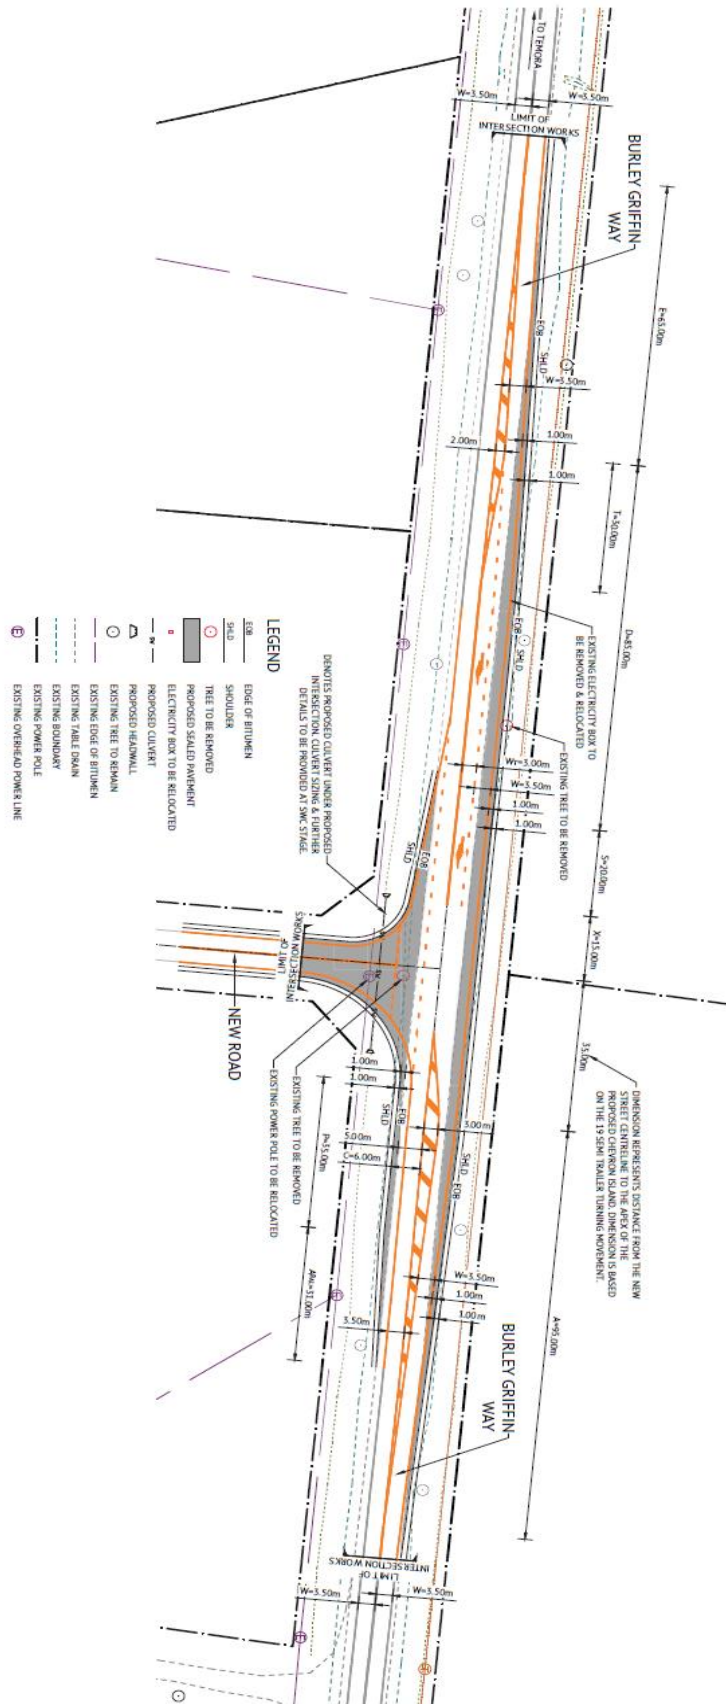 TO TEMORA
W=3.50m
W=3.50m
LIMIT OF
INTERSECTION WORKS
BURLEY GRIFFIN
WAY
E=65.00m
EOB
SHLD
W=3.50m
2.00m
1.00m
1.00m
T=30.00m
D=85.00m
EXISTING ELECTRICITY BOX TO
BE REMOVED & RELOCATED
EOB
SHLD
EXISTING TREE TO BE REMOVED
W=3.50m
1.00m
1.00m
S=20.00m
X=15.00m
EOB
SHLD
DENOTES PROPOSED CULVERT UNDER PROPOSED
INTERSECTION. CULVERT SIZING & FURTHER
DETAILS TO BE PROVIDED AT SWC STAGE.
LIMIT OF
INTERSECTION WORKS
NEW ROAD
35.00m
DIMENSION REPRESENTS DISTANCE FROM THE NEW
STREET CENTRELINE TO THE APEX OF THE
PROPOSED CHEVRON ISLAND. DIMENSION IS BASED
ON THE 19 SEMI TRAILER TURNING MOVEMENT.
EXISTING TREE TO BE REMOVED
EXISTING POWER POLE TO BE RELOCATED
1.00m
1.00m
EOB
SHLD
3.00m
SHLD
EOB
5.00m
C=6.00m
P=35.00m
W=3.50m
1.00m
1.00m
3.50m
A=95.00m
BURLEY GRIFFIN
WAY
LIMIT OF
INTERSECTION WORKS
W=3.50m
W=3.50m
LEGEND
EOB EDGE OF BITUMEN
SHLD SHOULDER
TREE TO BE REMOVED
PROPOSED SEALED PAVEMENT
ELECTRICITY BOX TO BE RELOCATED
PROPOSED CULVERT
PROPOSED HEADWALL
EXISTING TREE TO REMAIN
EXISTING EDGE OF BITUMEN
EXISTING TABLE DRAIN
EXISTING BOUNDARY
EXISTING POWER POLE
EXISTING OVERHEAD POWER LINE